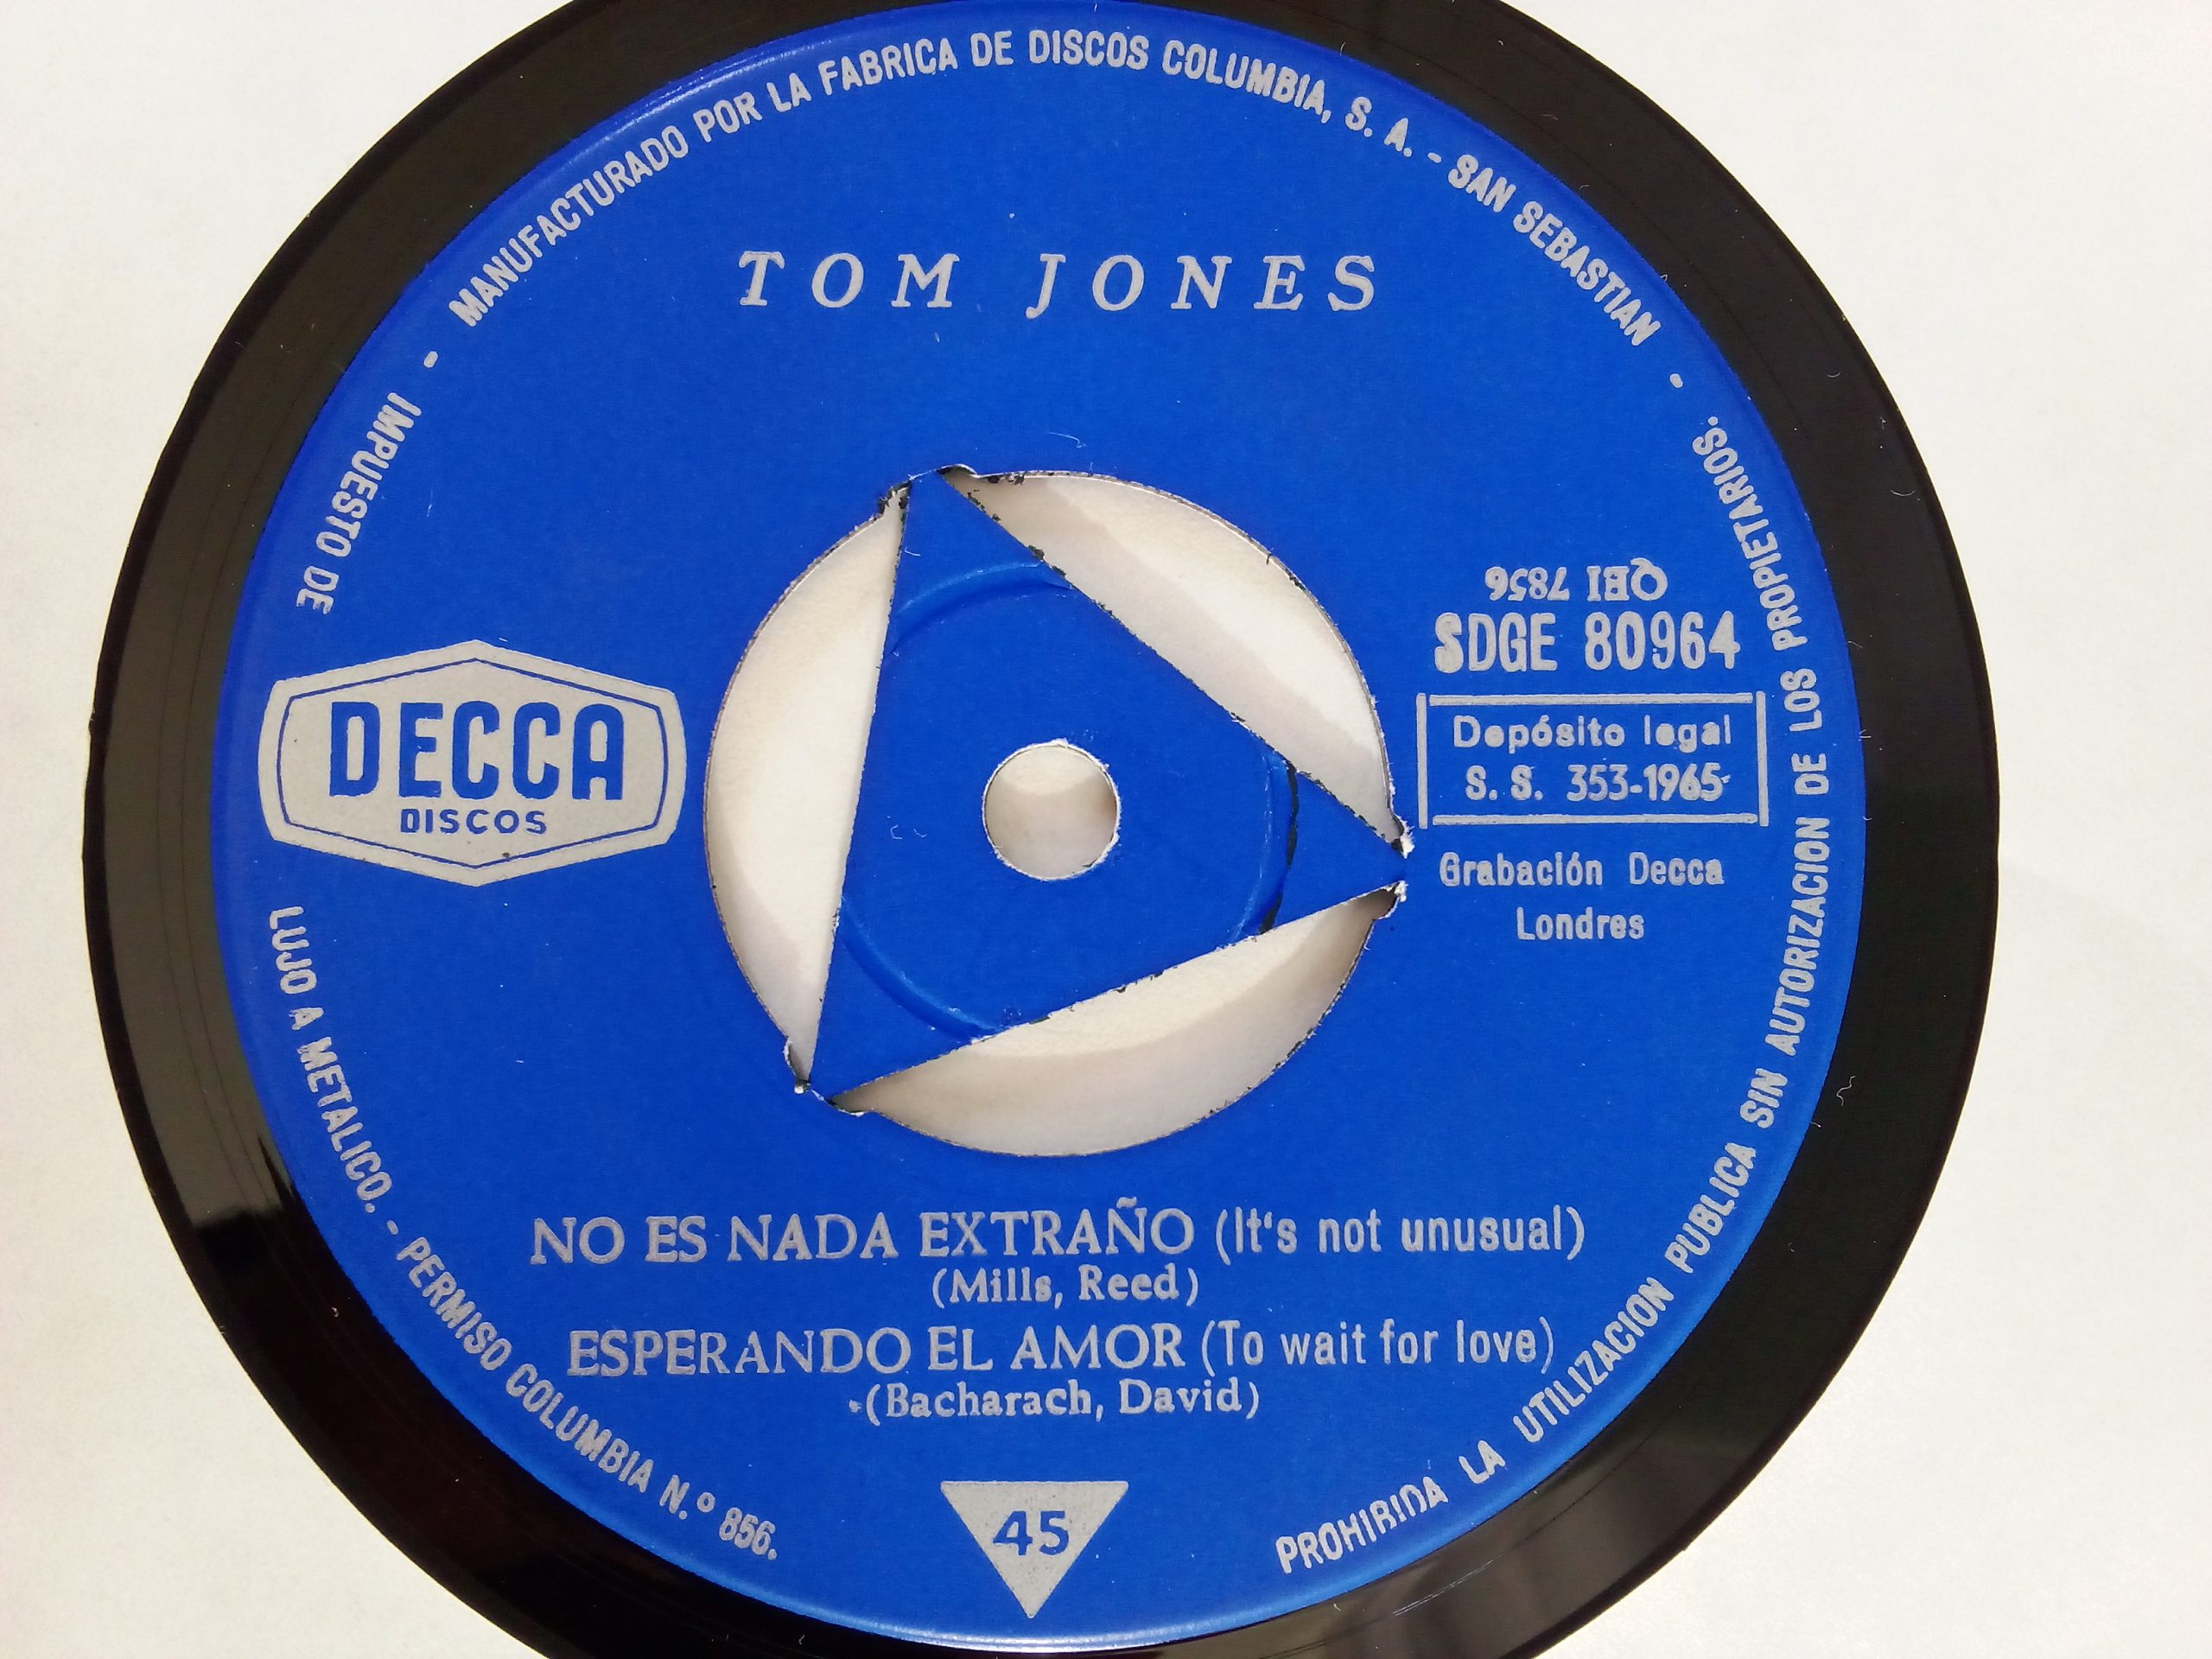 MANUFACTURADO POR LA FABRICA DE DISCOS COLUMBIA, S. A. - SAN SEBASTIAN -
TOM JONES
DECCA
DISCOS
QEI 7856
SDGE 80964
Depósito legal
S. S. 353-1965
Grabación Decca
Londres
NO ES NADA EXTRAÑO (It's not unusual)
(Mills, Reed)
ESPERANDO EL AMOR (To wait for love)
(Bacharach, David)
45
PROHIBIDA LA UTILIZACION PUBLICA SIN AUTORIZACION DE LOS PROPIETARIOS.
- IMPUESTO DE
LUJO A METALICO. - PERMISO COLUMBIA N.º 856.